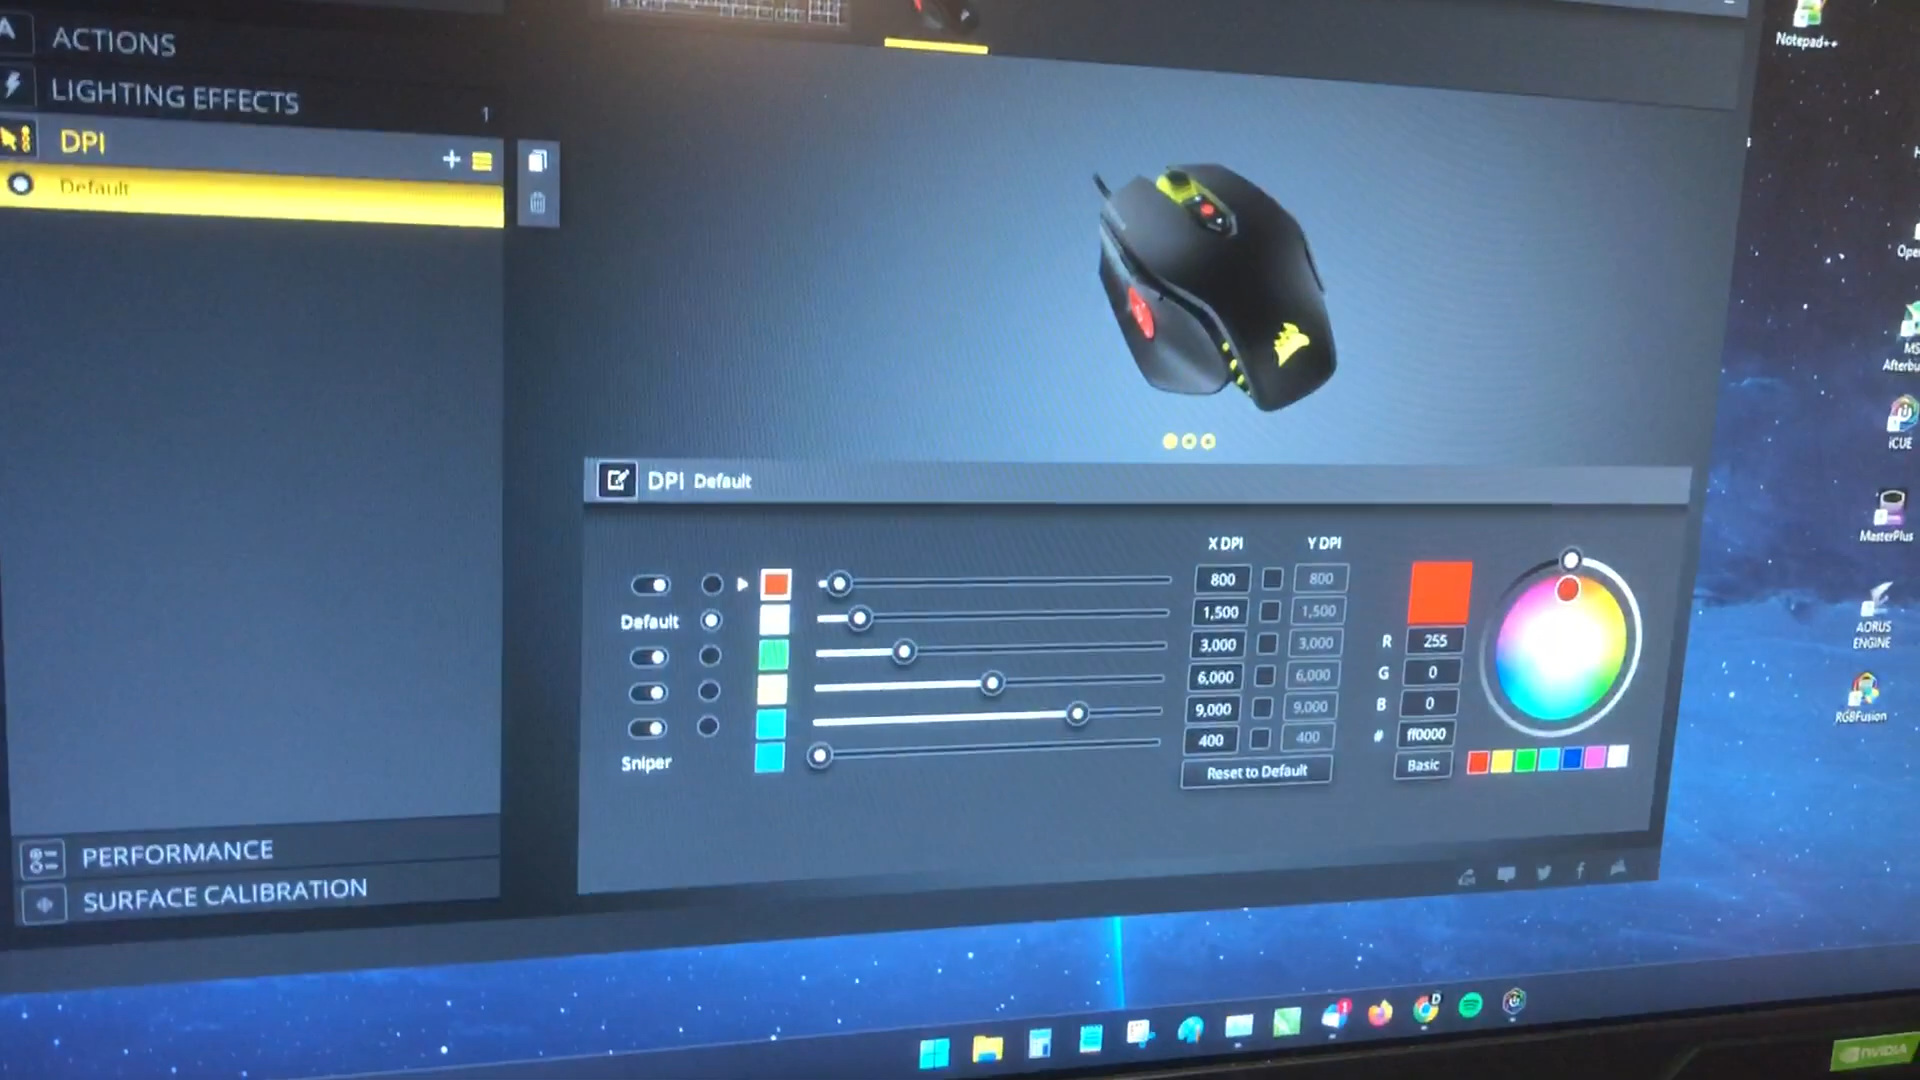 Notepad++
ACTIONS
LIGHTING EFFECTS
1
DPI
Default
DPI Default
X DPI Y DPI
800 800
Default 1,500 1,500
3,000 3,000
6,000 6,000
9,000 9,000
Sniper 400 400
Reset to Default
R 255
G 0
B 0
# ff0000
Basic
PERFORMANCE
SURFACE CALIBRATION
iCUE
MasterPlus
AORUS
ENGINE
RGBFusion
D
1
NVIDIA